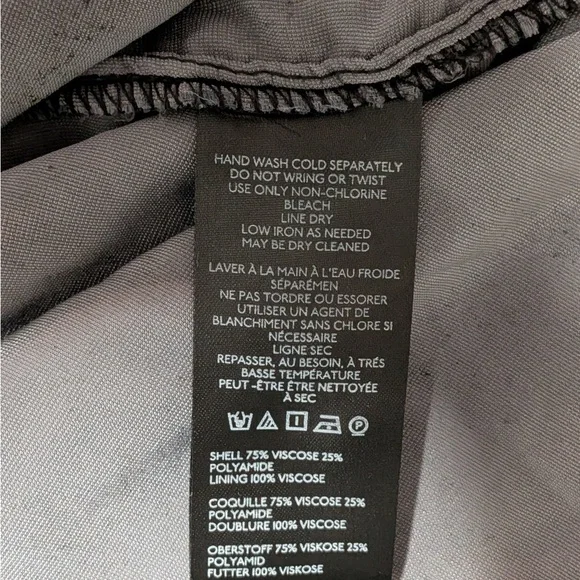 HAND WASH COLD SEPARATELY
DO NOT WRING OR TWIST
USE ONLY NON-CHLORINE
BLEACH
LINE DRY
LOW IRON AS NEEDED
MAY BE DRY CLEANED
LAVER À LA MAIN À L'EAU FROIDE
SÉPARÉMEN
NE PAS TORDRE OU ESSORER
UTILISER UN AGENT DE
BLANCHIMENT SANS CHLORE SI
NÉCESSAIRE
LIGNE SEC
REPASSER, AU BESOIN, À TRÉS
BASSE TEMPÉRATURE
PEUT -ÊTRE ÊTRE NETTOYÉE
À SEC
P
SHELL 75% VISCOSE 25%
POLYAMIDE
LINING 100% VISCOSE
COQUILLE 75% VISCOSE 25%
POLYAMIDE
DOUBLURE 100% VISCOSE
OBERSTOFF 75% VISKOSE 25%
POLYAMID
FUTTER 100% VISKOSE